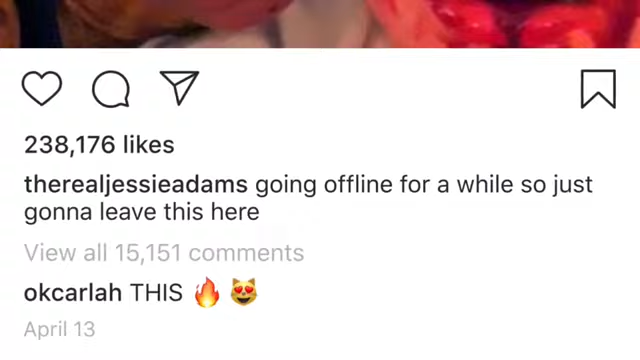 238,176 likes
therealjessieadams going offline for a while so just
gonna leave this here
View all 15,151 comments
okcarlah THIS 🔥 😻
April 13